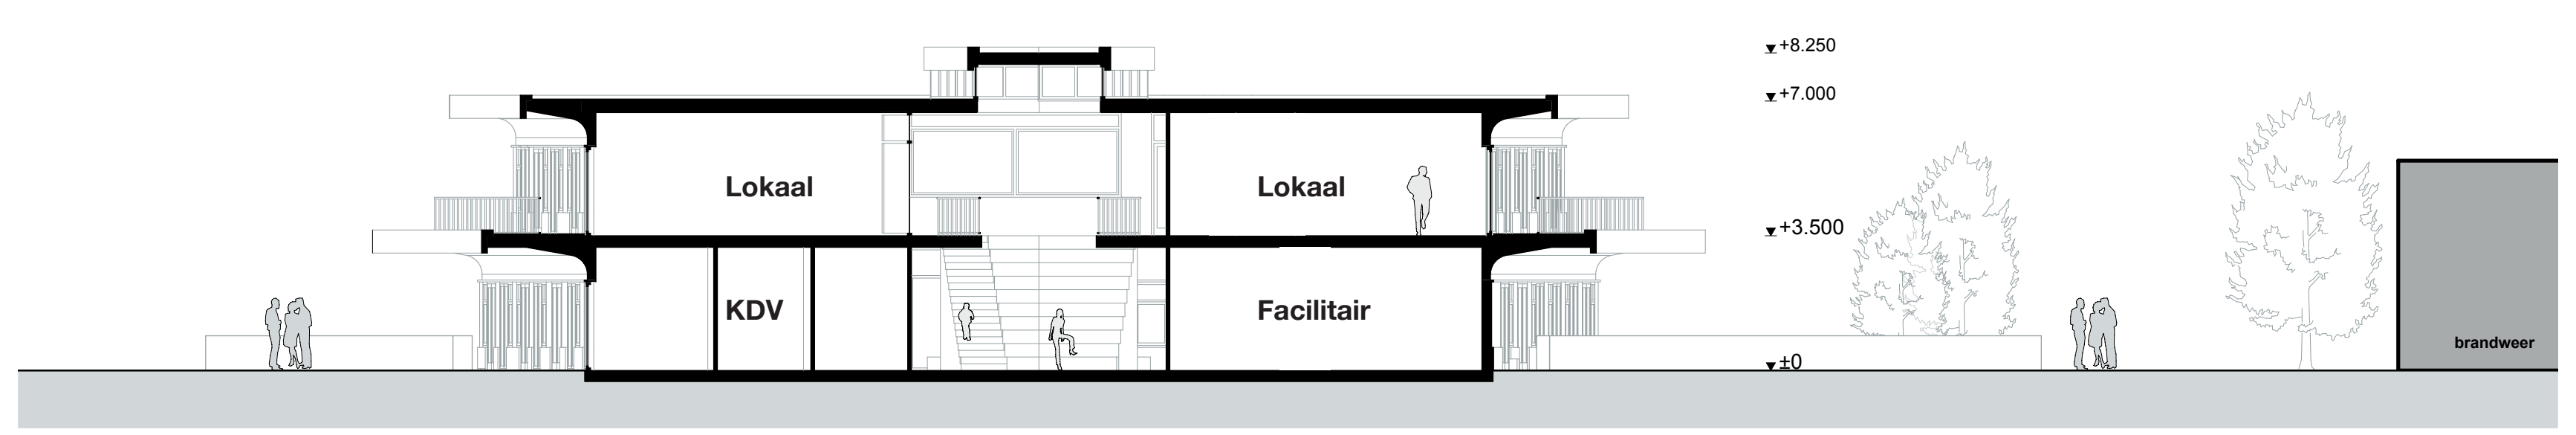 +8.250
+7.000
Lokaal
Lokaal
+3.500
KDV
Facilitair
brandweer
±0